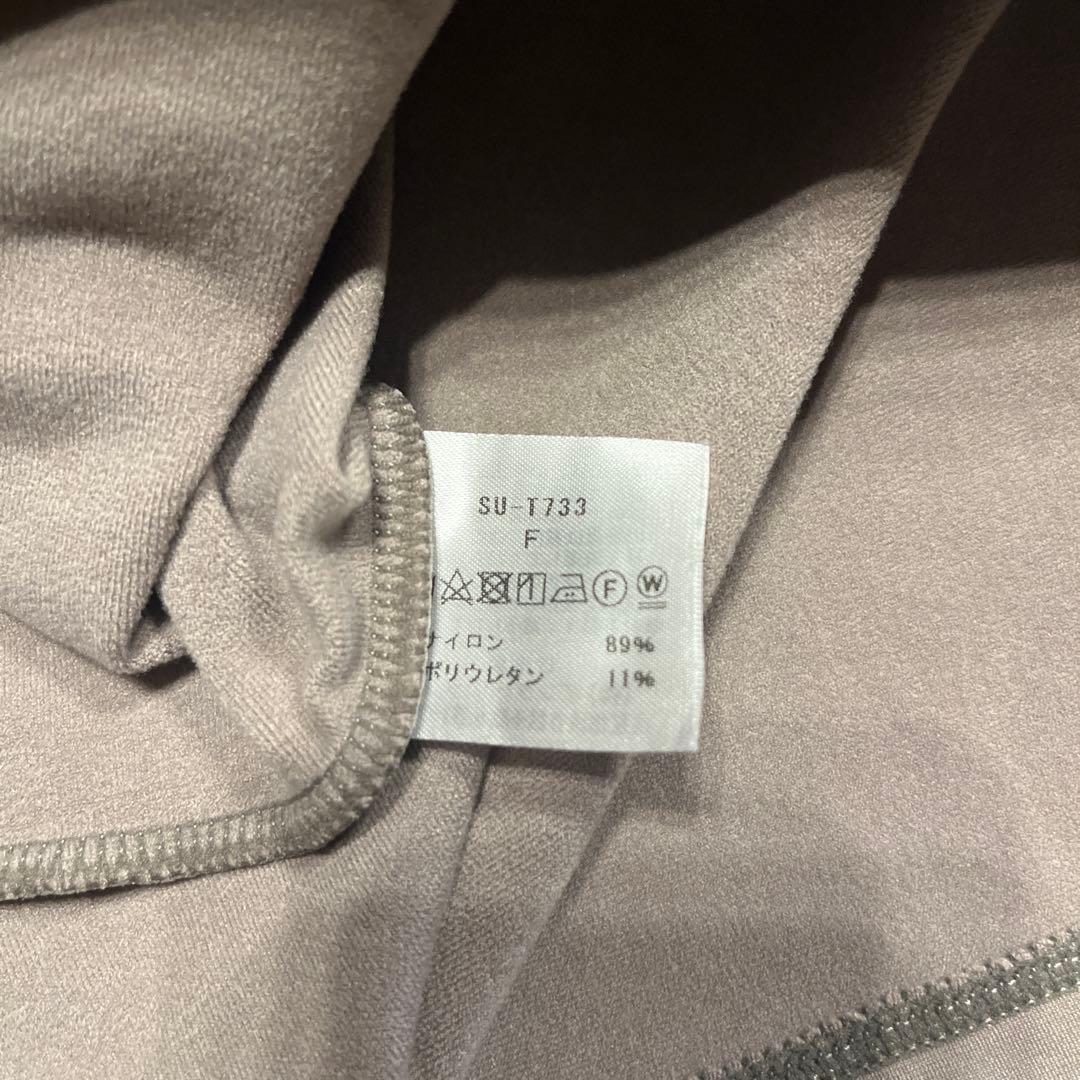 SU-T733
F
F W
ナイロン 89%
ポリウレタン 11%